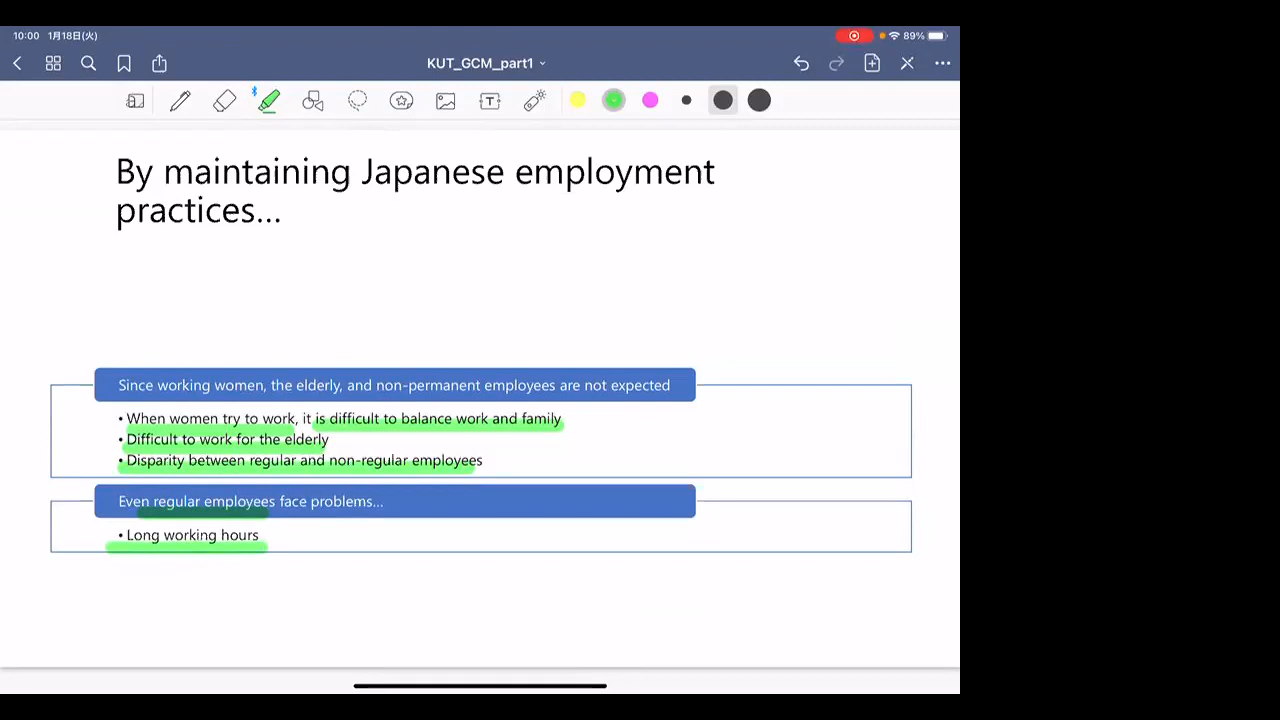 10:00 1月18日(火)
89%
KUT_GCM_part1
By maintaining Japanese employment
practices...
Since working women, the elderly, and non-permanent employees are not expected
• When women try to work, it is difficult to balance work and family
• Difficult to work for the elderly
• Disparity between regular and non-regular employees
Even regular employees face problems...
• Long working hours